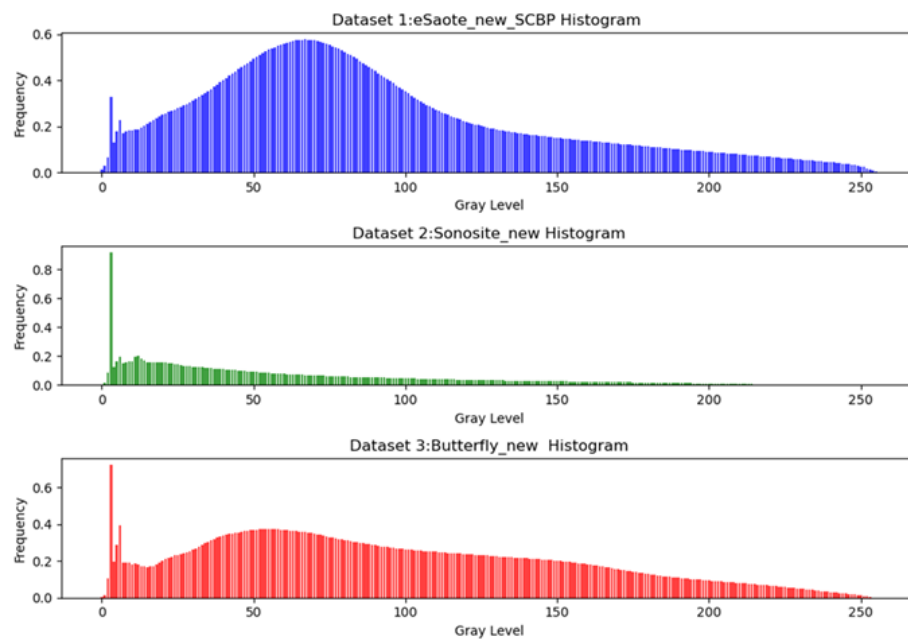 Dataset 1:eSaote_new_SCBP Histogram
0.6
0.4
0.2
0.0
Frequency
0 50 100 150 200 250
Gray Level
Dataset 2:Sonosite_new Histogram
0.8
0.6
0.4
0.2
0.0
Frequency
0 50 100 150 200 250
Gray Level
Dataset 3:Butterfly_new  Histogram
0.6
0.4
0.2
0.0
Frequency
0 50 100 150 200 250
Gray Level